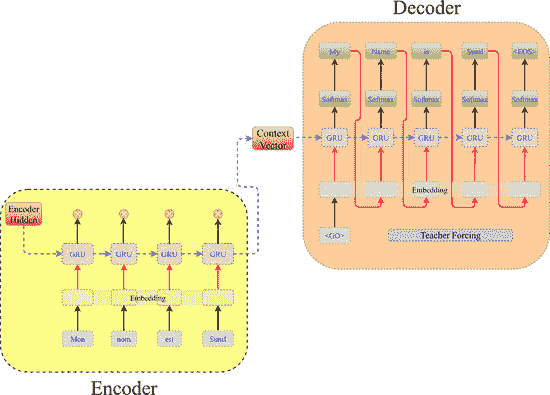 Decoder
My Name is Sunil <EOS>
Softmax Softmax Softmax Softmax Softmax
Context
Vector
GRU GRU GRU GRU GRU
Embedding
<GO>
Teacher Forcing
Encoder
Hidden
GRU GRU GRU GRU
Embedding
Mon nom est Sunil
Encoder